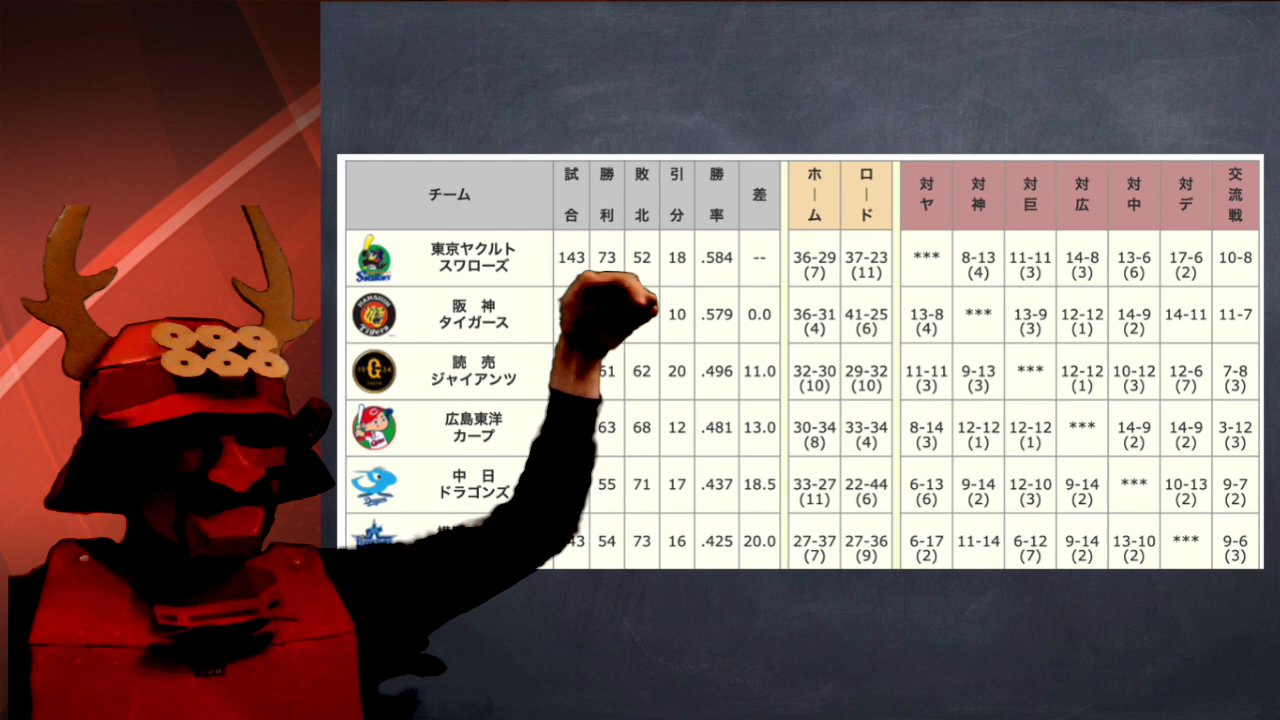 チーム 試合 勝利 敗北 引分 勝率 差 ホーム ロード 対ヤ 対神 対巨 対広 対中 対デ 交流戦
東京ヤクルト
スワローズ
143 73 52 18 .584 -- 36-29 37-23 *** 8-13 11-11 14-8 13-6 17-6 10-8
(7) (11) (4) (3) (3) (6) (2)
阪 神
タイガース
10 .579 0.0 36-31 41-25 13-8 *** 13-9 12-12 14-9 14-11 11-7
(4) (6) (4) (3) (1) (2)
読 売
ジャイアンツ
61 62 20 .496 11.0 32-30 29-32 11-11 9-13 *** 12-12 10-12 12-6 7-8
(10) (10) (3) (3) (1) (3) (7) (3)
広島東洋
カープ
63 68 12 .481 13.0 30-34 33-34 8-14 12-12 12-12 *** 14-9 14-9 3-12
(8) (4) (3) (1) (1) (2) (2) (3)
中 日
ドラゴンズ
55 71 17 .437 18.5 33-27 22-44 6-13 9-14 12-10 9-14 *** 10-13 9-7
(11) (6) (6) (2) (3) (2) (2) (2)
43 54 73 16 .425 20.0 27-37 27-36 6-17 11-14 6-12 9-14 13-10 *** 9-6
(7) (9) (2) (7) (2) (2) (3)